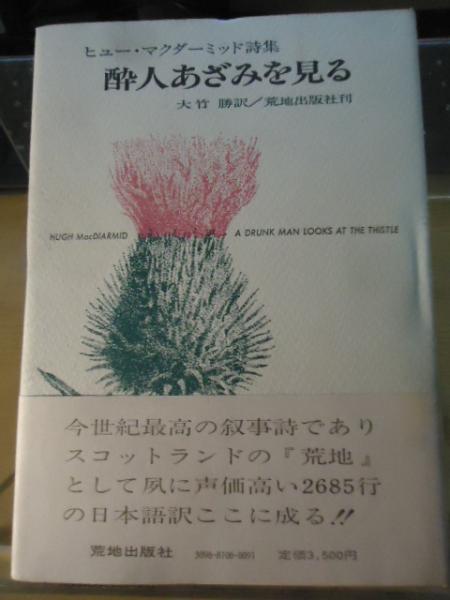 ヒュー・マクダーミッド詩集
酔人あざみを見る
大竹 勝訳/荒地出版社刊
HUGH MacDIARMID A DRUNK MAN LOOKS AT THE THISTLE
今世紀最高の叙事詩であり
スコットランドの『荒地』
として夙に声価高い2685行
の日本語訳ここに成る!!
荒地出版社 3098-8106-0091 定価3,500円